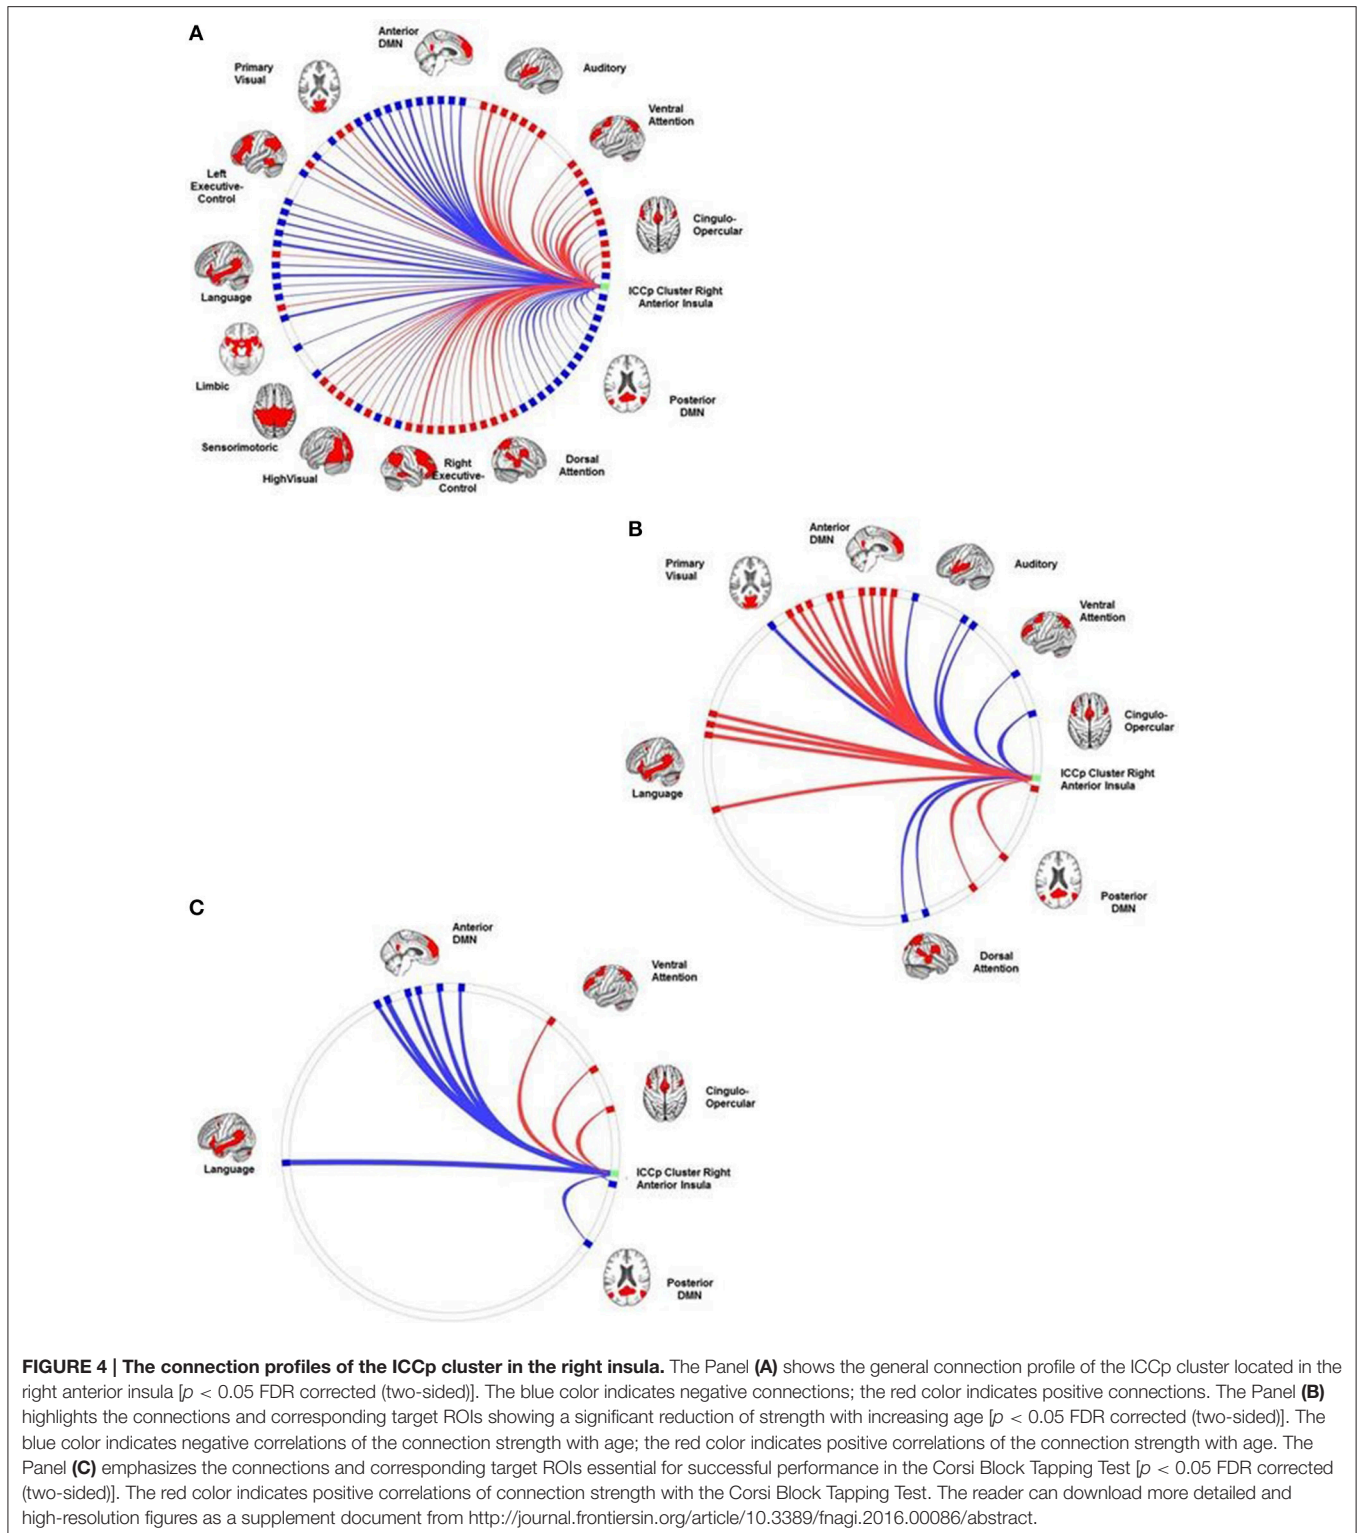 A
Anterior
DMN
Auditory
Primary
Visual
Ventral
Attention
Left
Executive-
Control
Cingulo-
Opercular
Language
ICCp Cluster Right
Anterior Insula
Limbic
Posterior
DMN
Sensorimotoric
HighVisual
Right
Executive-
Control
Dorsal
Attention
B
Anterior
DMN
Auditory
Primary
Visual
Ventral
Attention
Cingulo-
Opercular
Language
ICCp Cluster Right
Anterior Insula
Posterior
DMN
Dorsal
Attention
C
Anterior
DMN
Ventral
Attention
Cingulo-
Opercular
Language
ICCp Cluster Right
Anterior Insula
Posterior
DMN
FIGURE 4 | The connection profiles of the ICCp cluster in the right insula. The Panel (A) shows the general connection profile of the ICCp cluster located in the
right anterior insula [p < 0.05 FDR corrected (two-sided)]. The blue color indicates negative connections; the red color indicates positive connections. The Panel (B)
highlights the connections and corresponding target ROIs showing a significant reduction of strength with increasing age [p < 0.05 FDR corrected (two-sided)]. The
blue color indicates negative correlations of the connection strength with age; the red color indicates positive correlations of the connection strength with age. The
Panel (C) emphasizes the connections and corresponding target ROIs essential for successful performance in the Corsi Block Tapping Test [p < 0.05 FDR corrected
(two-sided)]. The red color indicates positive correlations of connection strength with the Corsi Block Tapping Test. The reader can download more detailed and
high-resolution figures as a supplement document from http://journal.frontiersin.org/article/10.3389/fnagi.2016.00086/abstract.